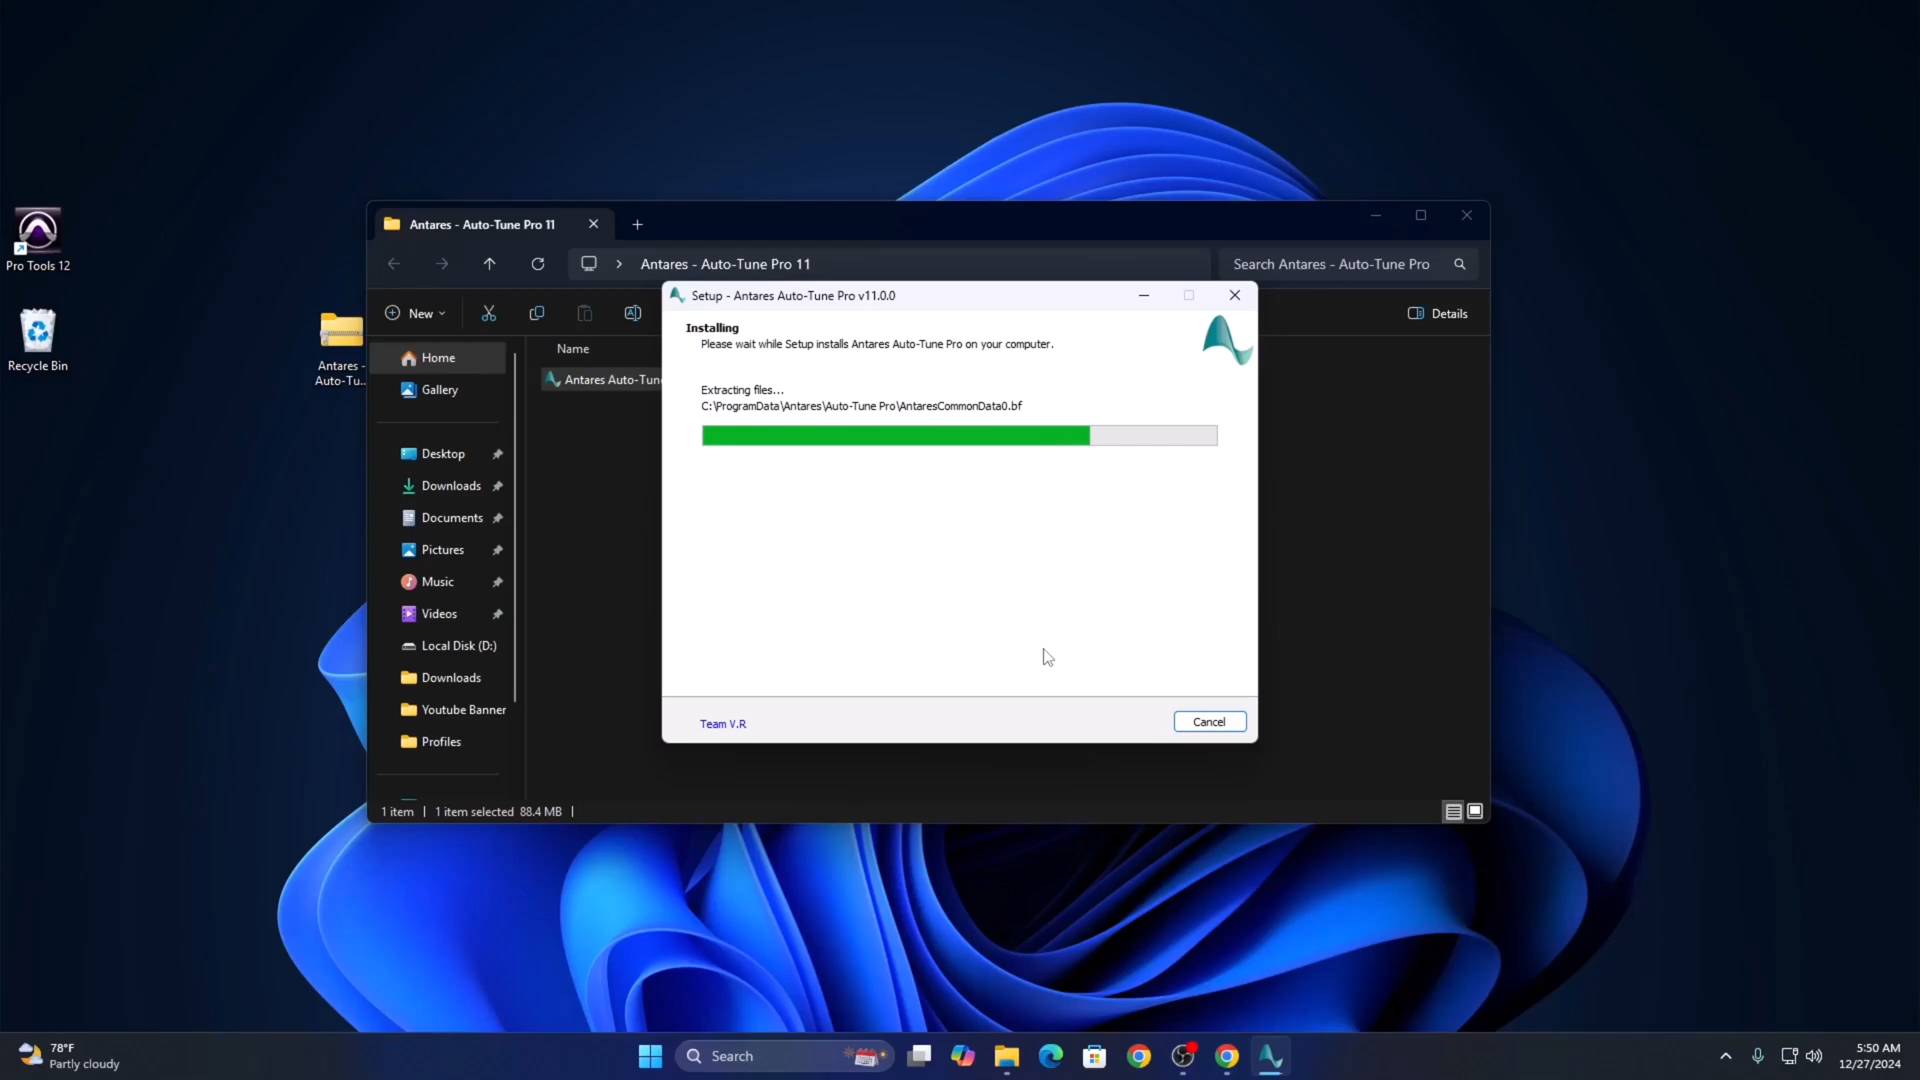 Pro Tools 12
Recycle Bin
Antares -
Auto-Tu...
Antares - Auto-Tune Pro 11
Antares - Auto-Tune Pro 11
Search Antares - Auto-Tune Pro
New
Details
Home
Gallery
Desktop
Downloads
Documents
Pictures
Music
Videos
Local Disk (D:)
Downloads
Youtube Banner
Profiles
Name
Antares Auto-Tune
1 item
1 item selected 88.4 MB
Setup - Antares Auto-Tune Pro v11.0.0
Installing
Please wait while Setup installs Antares Auto-Tune Pro on your computer.
Extracting files...
C:\ProgramData\Antares\Auto-Tune Pro\AntaresCommonData0.bf
Team V.R
Cancel
78°F
Partly cloudy
Search
5:50 AM
12/27/2024